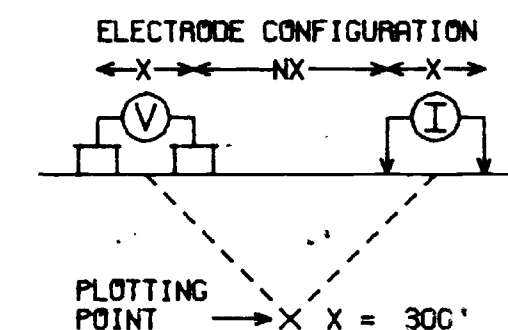 ELECTRODE CONFIGURATION
X NX X
V I
PLOTTING
POINT X X = 300'